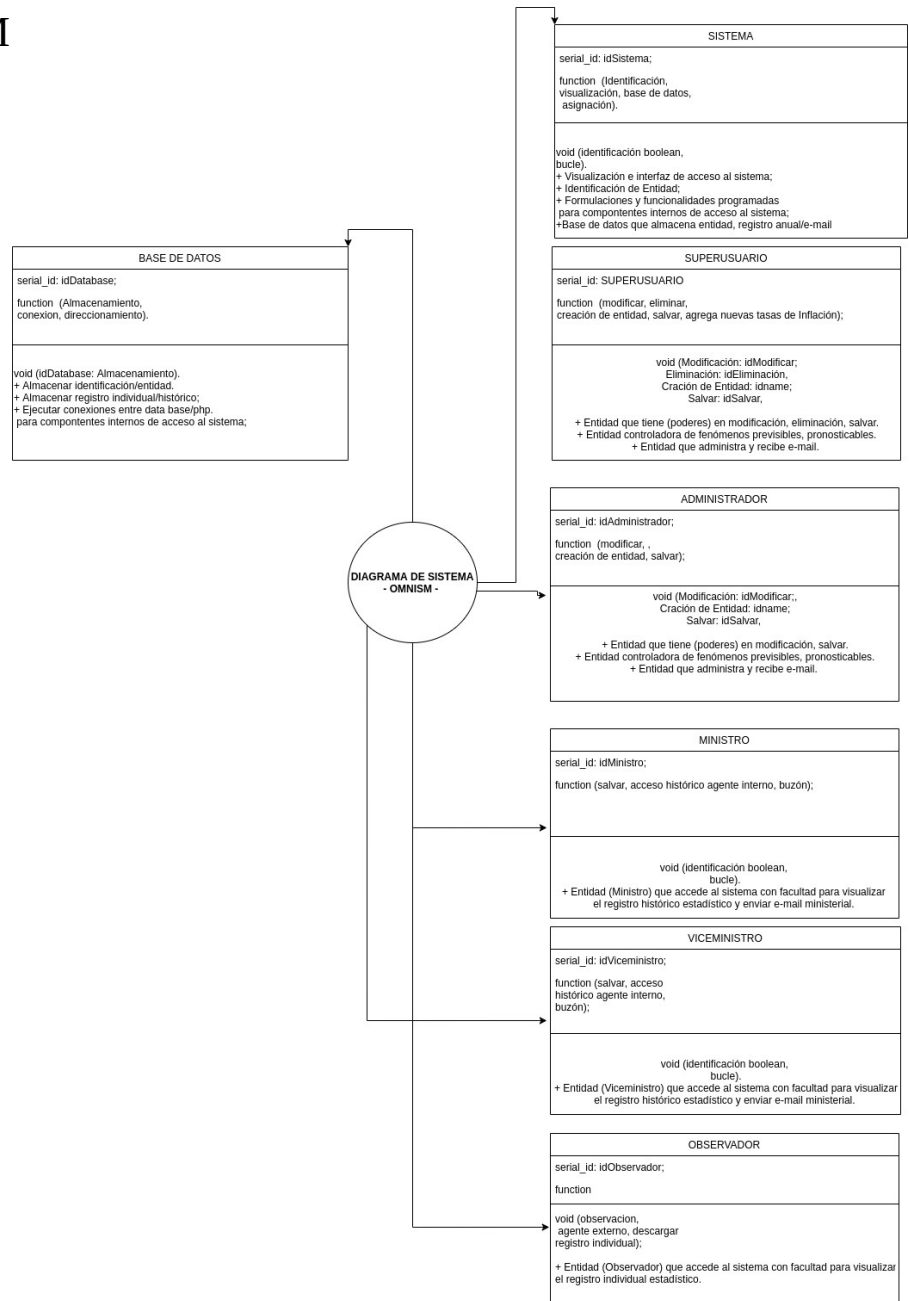 M
SISTEMA
serial_id: idSistema;
function (Identificación,
visualización, base de datos,
asignación).
void (identificación boolean,
bucle).
+ Visualización e interfaz de acceso al sistema;
+ Identificación de Entidad;
+ Formulaciones y funcionalidades programadas
para compontentes internos de acceso al sistema;
+Base de datos que almacena entidad, registro anual/e-mail
BASE DE DATOS
serial_id: idDatabase;
function (Almacenamiento,
conexion, direccionamiento).
void (idDatabase: Almacenamiento).
+ Almacenar identificación/entidad.
+ Almacenar registro individual/histórico;
+ Ejecutar conexiones entre data base/php.
para compontentes internos de acceso al sistema;
SUPERUSUARIO
serial_id: SUPERUSUARIO
function (modificar, eliminar,
creación de entidad, salvar, agrega nuevas tasas de Inflación);
void (Modificación: idModificar;
Eliminación: idEliminación,
Cración de Entidad: idname;
Salvar: idSalvar,
+ Entidad que tiene (poderes) en modificación, eliminación, salvar.
+ Entidad controladora de fenómenos previsibles, pronosticables.
+ Entidad que administra y recibe e-mail.
ADMINISTRADOR
serial_id: idAdministrador;
function (modificar, ,
creación de entidad, salvar);
void (Modificación: idModificar;,
Cración de Entidad: idname;
Salvar: idSalvar,
+ Entidad que tiene (poderes) en modificación, salvar.
+ Entidad controladora de fenómenos previsibles, pronosticables.
+ Entidad que administra y recibe e-mail.
DIAGRAMA DE SISTEMA
- OMNISM -
MINISTRO
serial_id: idMinistro;
function (salvar, acceso histórico agente interno, buzón);
void (identificación boolean,
bucle).
+ Entidad (Ministro) que accede al sistema con facultad para visualizar
el registro histórico estadístico y enviar e-mail ministerial.
VICEMINISTRO
serial_id: idViceministro;
function (salvar, acceso
histórico agente interno,
buzón);
void (identificación boolean,
bucle).
+ Entidad (Viceministro) que accede al sistema con facultad para visualizar
el registro histórico estadístico y enviar e-mail ministerial.
OBSERVADOR
serial_id: idObservador;
function
void (observacion,
agente externo, descargar
registro individual);
+ Entidad (Observador) que accede al sistema con facultad para visualizar
el registro individual estadístico.